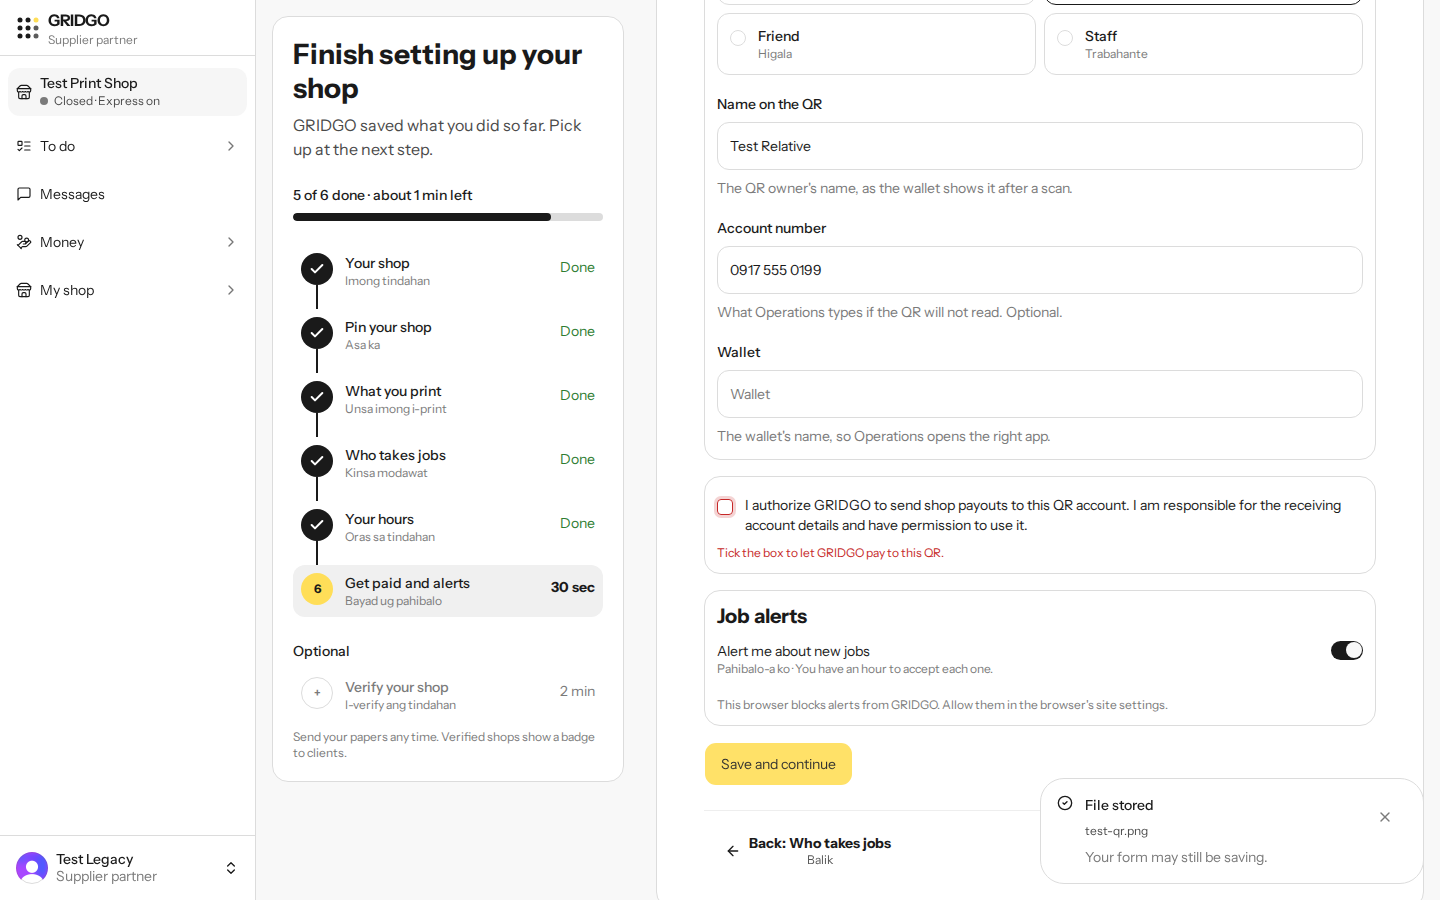 GRIDGO
Supplier partner
Test Print Shop
Closed · Express on
To do
Messages
Money
My shop
Test Legacy
Supplier partner
Finish setting up your
shop
GRIDGO saved what you did so far. Pick
up at the next step.
5 of 6 done · about 1 min left
Your shop
Done
Imong tindahan
Pin your shop
Done
Asa ka
What you print
Done
Unsa imong i-print
Who takes jobs
Done
Kinsa modawat
Your hours
Done
Oras sa tindahan
6
Get paid and alerts
30 sec
Bayad ug pahibalo
Optional
+
Verify your shop
2 min
I-verify ang tindahan
Send your papers any time. Verified shops show a badge
to clients.
Friend
Higala
Staff
Trabahante
Name on the QR
Test Relative
The QR owner's name, as the wallet shows it after a scan.
Account number
0917 555 0199
What Operations types if the QR will not read. Optional.
Wallet
Wallet
The wallet's name, so Operations opens the right app.
I authorize GRIDGO to send shop payouts to this QR account. I am responsible for the receiving
account details and have permission to use it.
Tick the box to let GRIDGO pay to this QR.
Job alerts
Alert me about new jobs
Pahibalo-a ko · You have an hour to accept each one.
This browser blocks alerts from GRIDGO. Allow them in the browser's site settings.
Save and continue
Back: Who takes jobs
Balik
File stored
test-qr.png
Your form may still be saving.